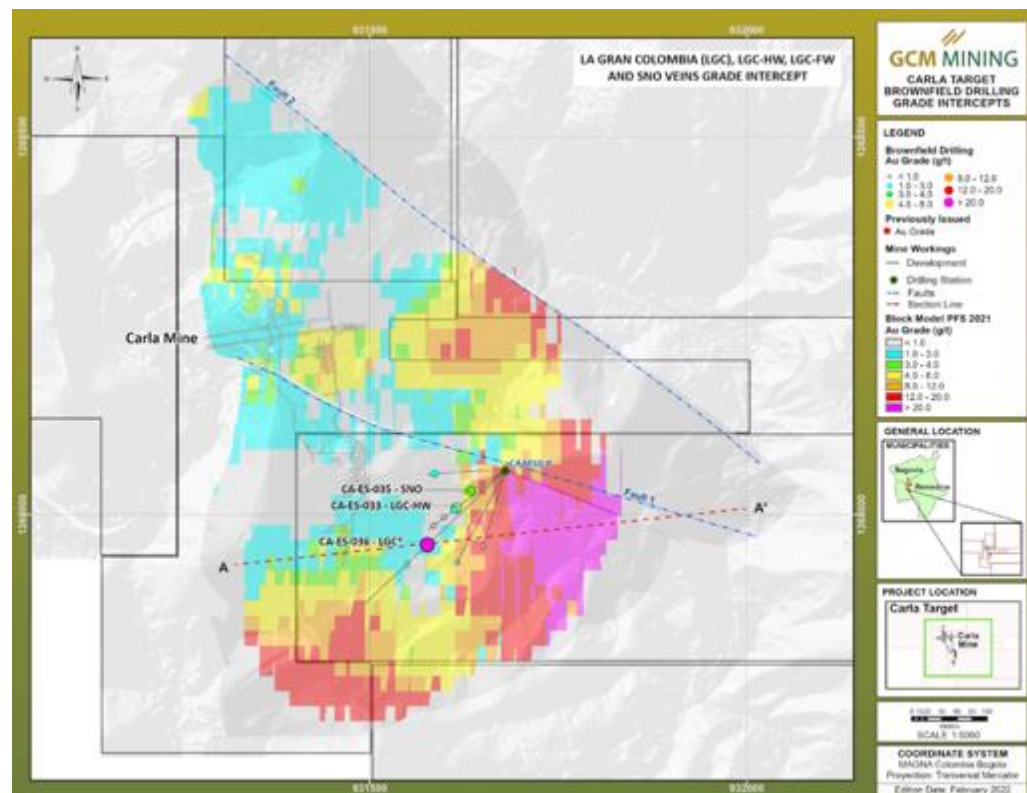 931500
932000
LA GRAN COLOMBIA (LGC), LGC-HW, LGC-FW
AND SNO VEINS GRADE INTERCEPT
Fault 2
Carla Mine
CA-ES-035 - SNO
CA-ES-033 - LGC-HW
CA-ES-036 - LGC*
A
A'
Fault 1
931500
932000
GCM MINING
CARLA TARGET
BROWNFIELD DRILLING
GRADE INTERCEPTS
LEGEND
Brownfield Drilling
Au Grade (g/t)
< 1.0
1.0 - 3.0
3.0 - 4.0
4.0 - 8.0
8.0 - 12.0
12.0 - 20.0
> 20.0
Previously Issued
Au Grade
Mine Workings
Development
Drilling Station
Faults
Section Line
Block Model PFS 2021
Au Grade (g/t)
< 1.0
1.0 - 3.0
3.0 - 4.0
4.0 - 8.0
8.0 - 12.0
12.0 - 20.0
> 20.0
GENERAL LOCATION
MUNICIPALITIES
Segovia
Remedios
PROJECT LOCATION
Carla Target
Carla
Mine
SCALE 1:5000
COORDINATE SYSTEM
MAGNA Colombia Bogota
Proyection: Transversal Mercator
Edition Date: February 2022